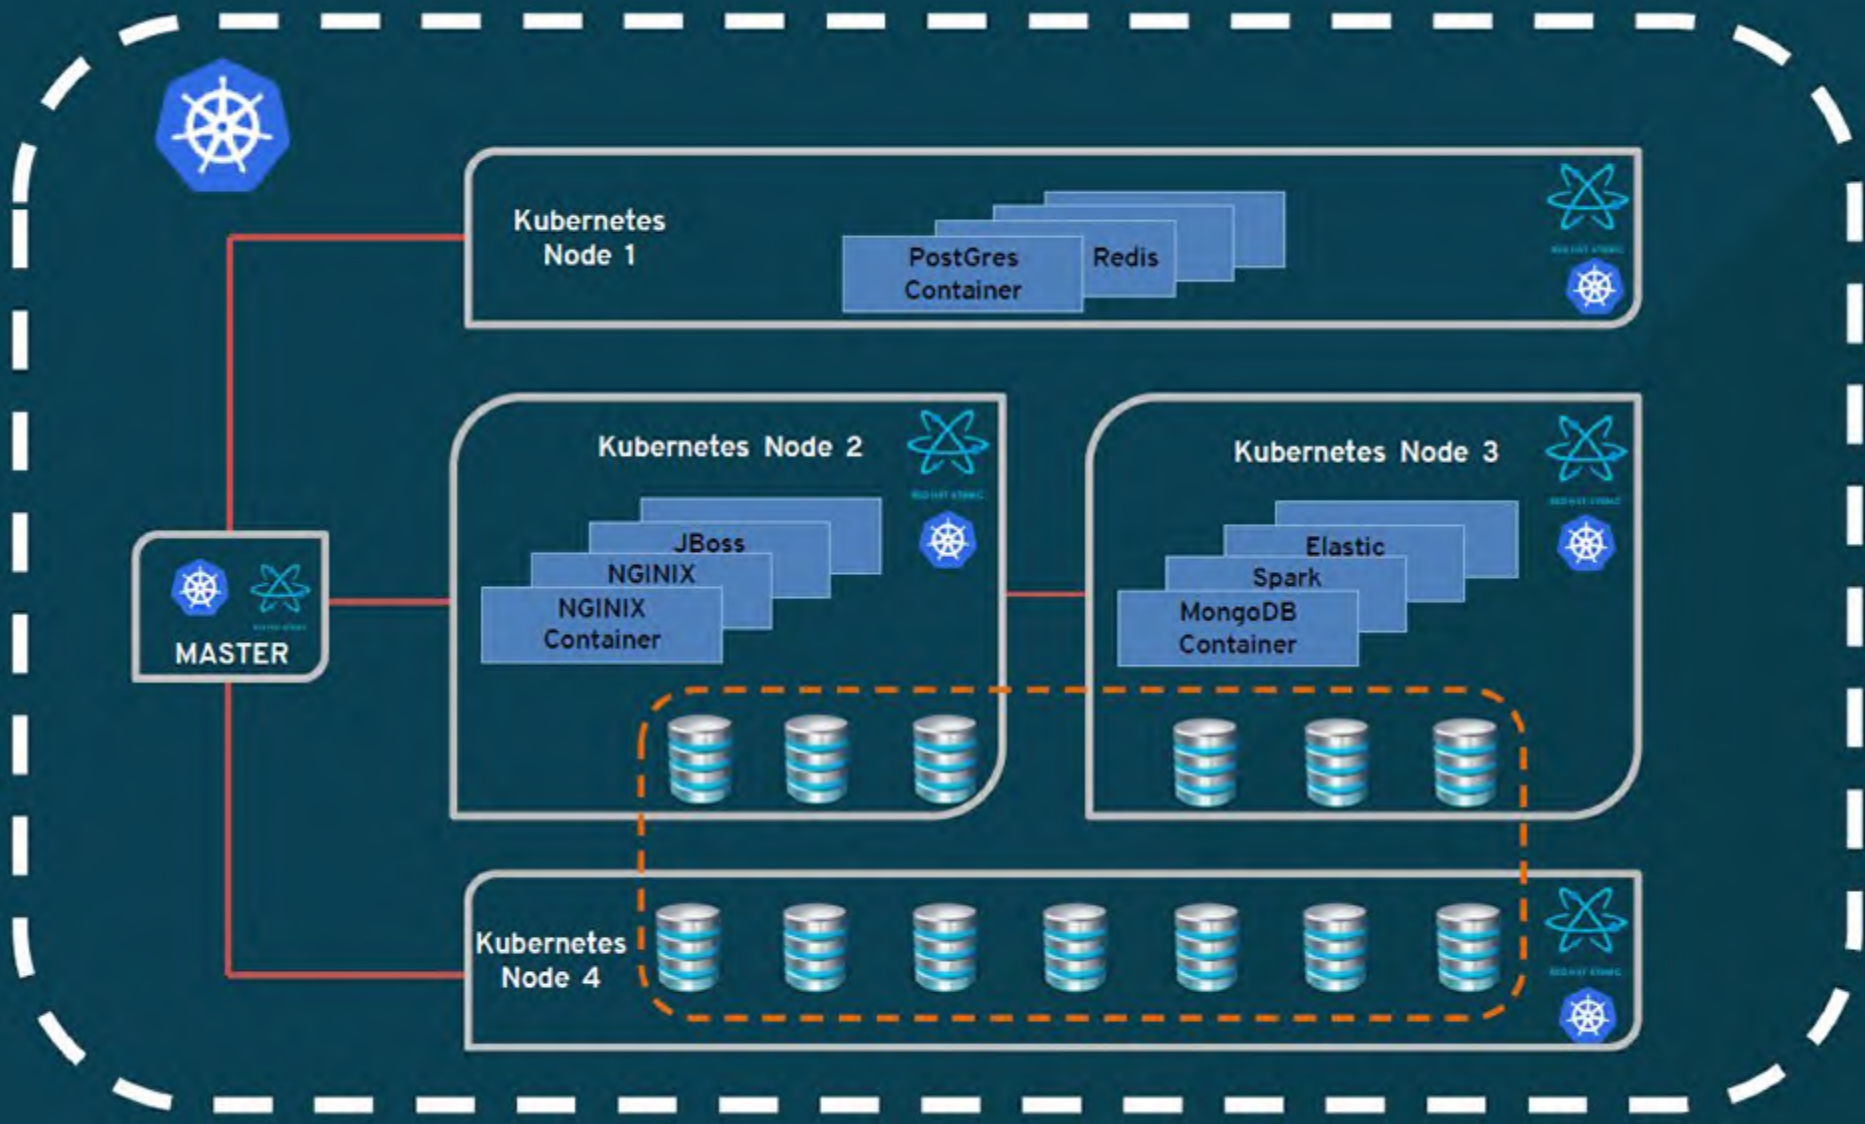 Kubernetes
Node 1
PostGres
Container
Redis
Kubernetes Node 2
JBoss
NGINIX
NGINIX
Container
Kubernetes Node 3
Elastic
Spark
MongoDB
Container
MASTER
Kubernetes
Node 4